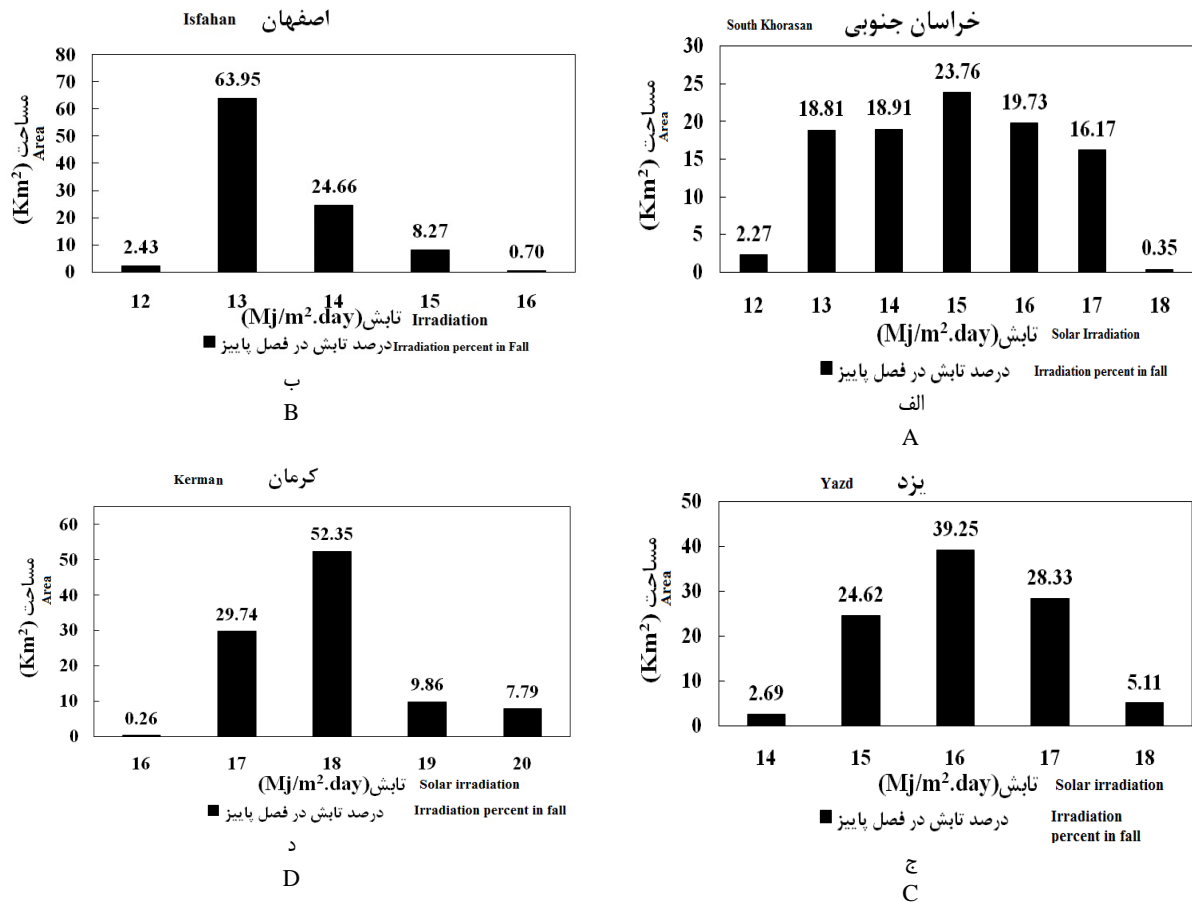 Isfahan اصفهان
مساحت (Km²)
Area
80
70
60
50
40
30
20
10
0
2.43
63.95
24.66
8.27
0.70
12 13 14 15 16
تابش(Mj/m².day) Irradiation
■ درصد تابش در فصل پاییز Irradiation percent in Fall
ب
B
South Khorasan خراسان جنوبی
مساحت (Km²)
Area
30
25
20
15
10
5
0
2.27
18.81
18.91
23.76
19.73
16.17
0.35
12 13 14 15 16 17 18
تابش(Mj/m².day) Solar Irradiation
■ درصد تابش در فصل پاییز Irradiation percent in fall
الف
A
Kerman کرمان
مساحت (Km²)
Area
60
50
40
30
20
10
0
0.26
29.74
52.35
9.86
7.79
16 17 18 19 20
تابش(Mj/m².day) Solar irradiation
■ درصد تابش در فصل پاییز Irradiation percent in fall
د
D
Yazd یزد
مساحت (Km²)
Area
50
40
30
20
10
0
2.69
24.62
39.25
28.33
5.11
14 15 16 17 18
تابش(Mj/m².day) Solar irradiation
■ درصد تابش در فصل پاییز Irradiation
percent in fall
ج
C